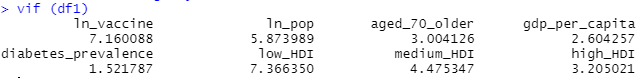 > vif (df1)
ln_vaccine ln_pop aged_70_older gdp_per_capita
7.160088 5.873989 3.004126 2.604257
diabetes_prevalence low_HDI medium_HDI high_HDI
1.521787 7.366350 4.475347 3.205021